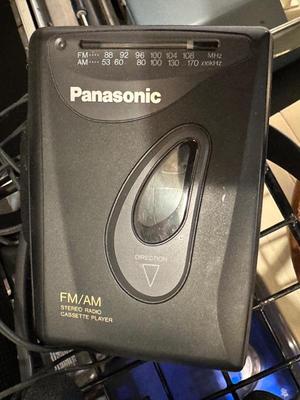 FM 88 92 96 100 104 108 MHz
AM 53 60 80 100 130 170 x10kHz
Panasonic
DIRECTION
FM/AM
STEREO RADIO
CASSETTE PLAYER